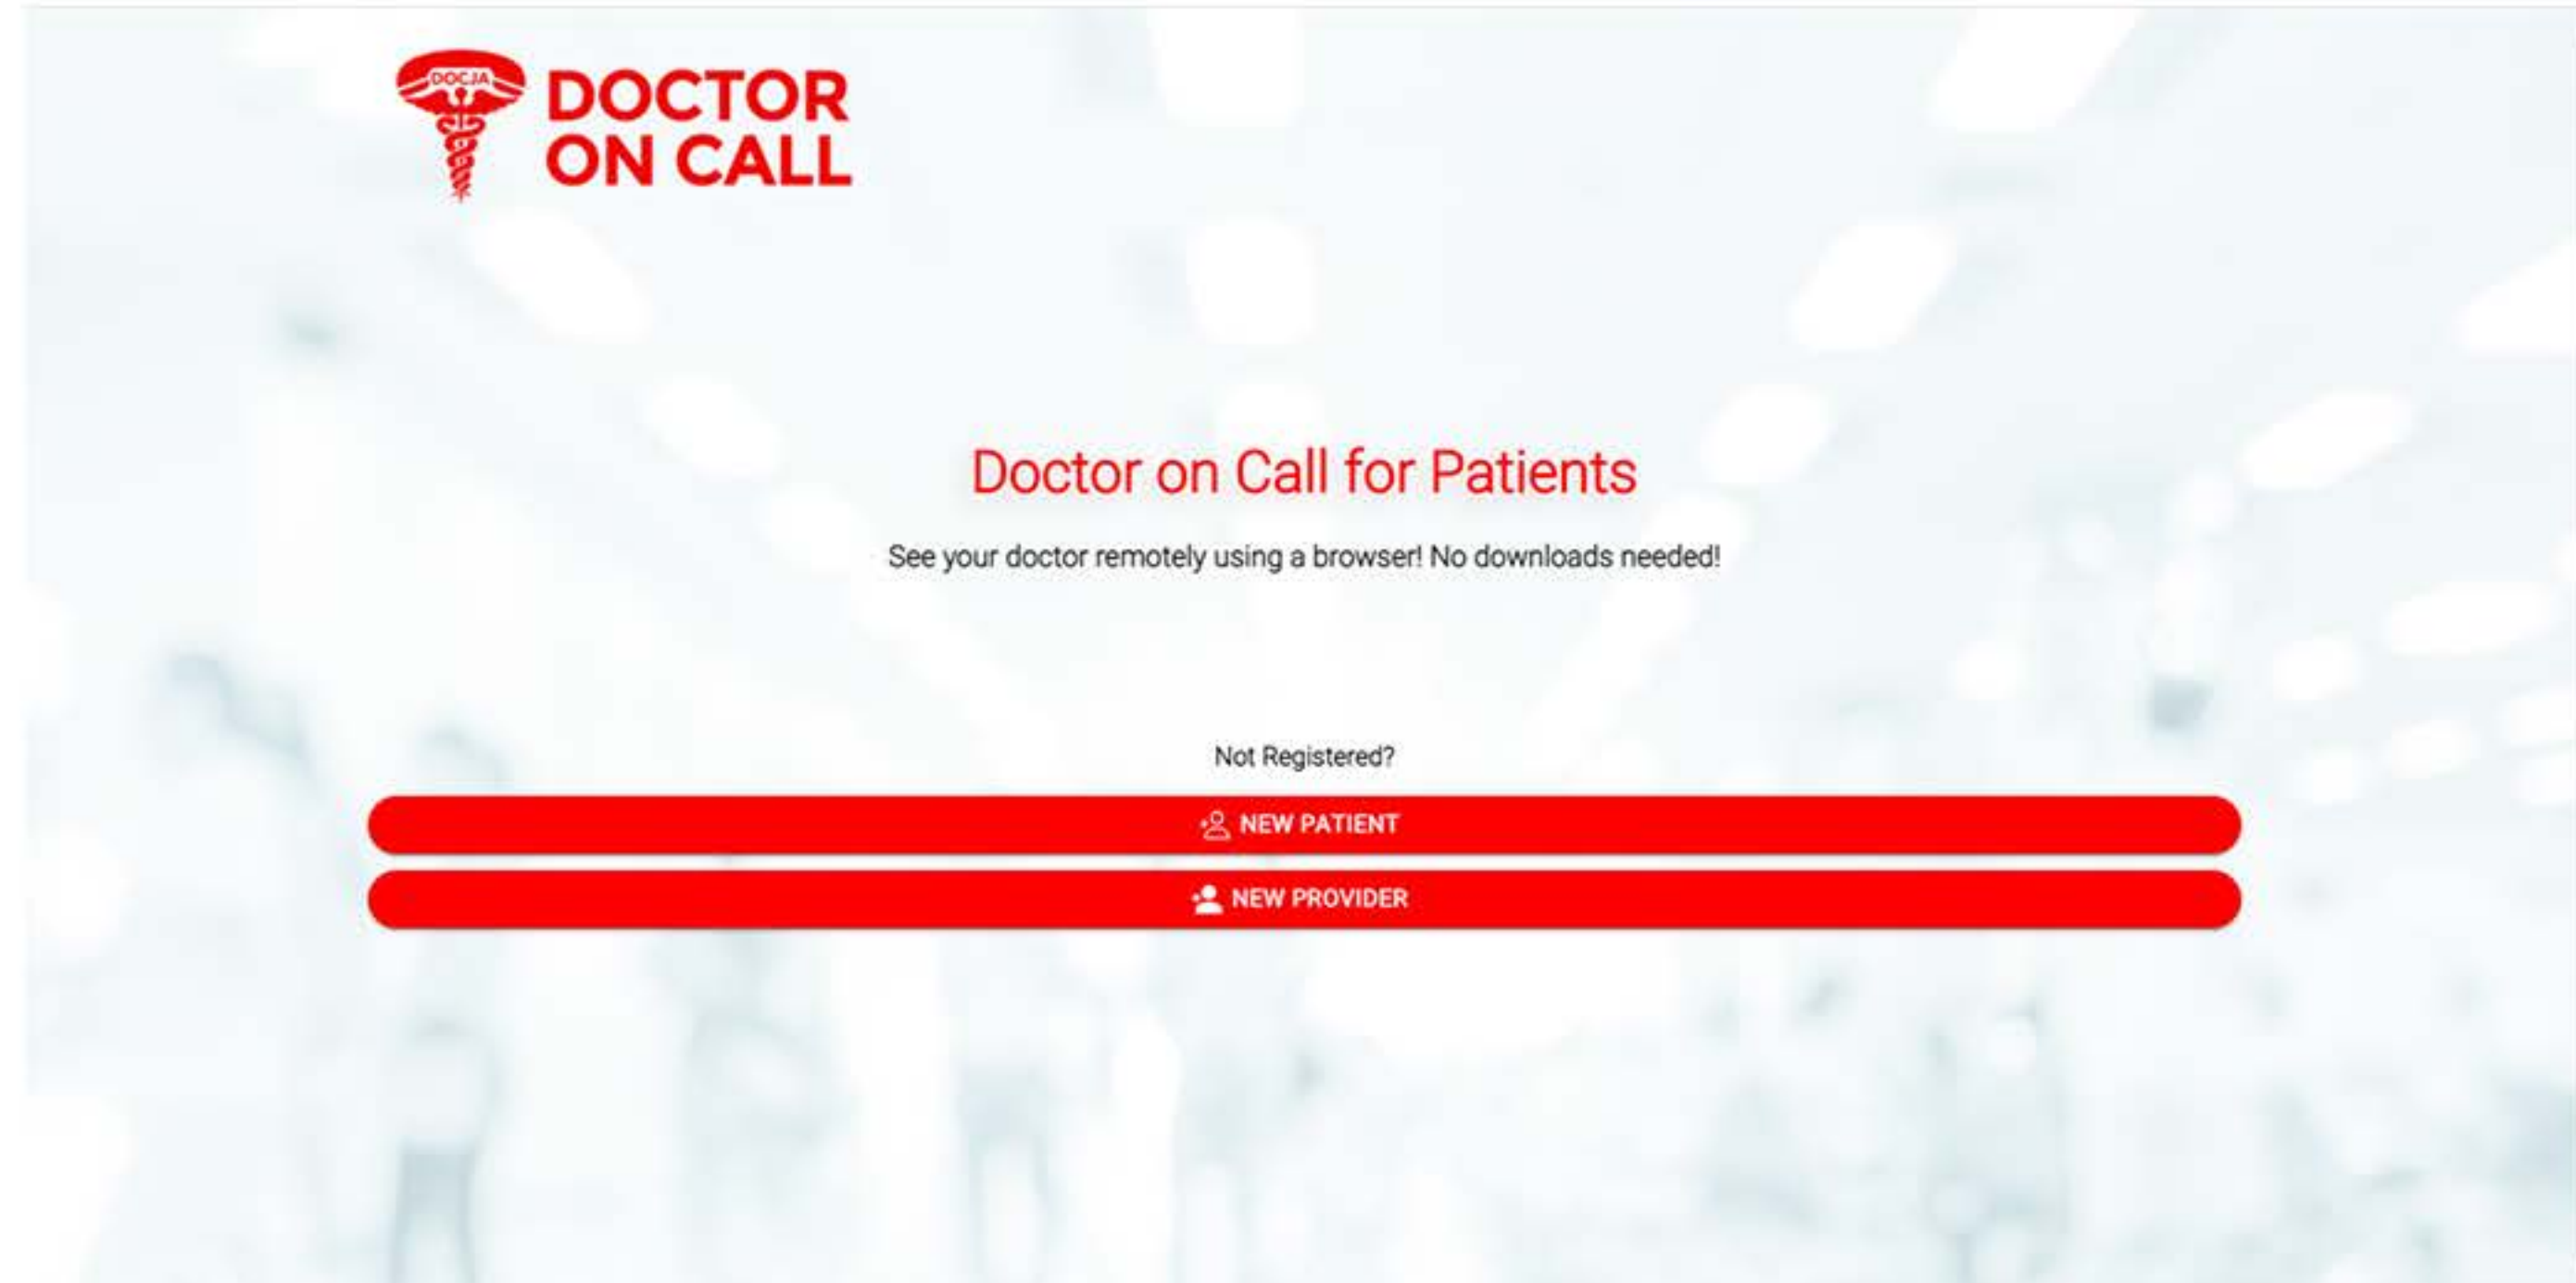 DOCJA
DOCTOR
ON CALL
Doctor on Call for Patients
See your doctor remotely using a browser! No downloads needed!
Not Registered?
NEW PATIENT
NEW PROVIDER